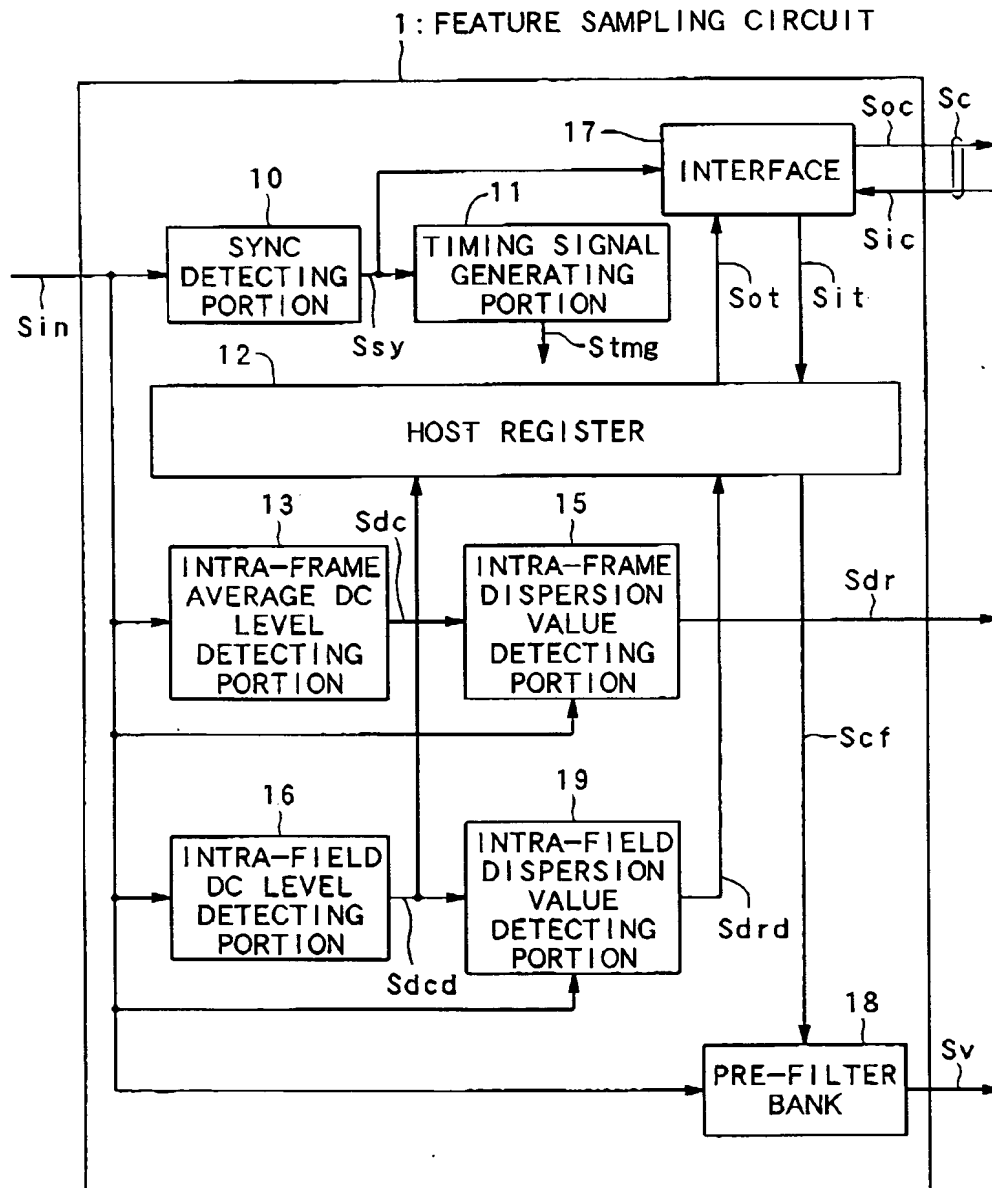 1: FEATURE SAMPLING CIRCUIT
Soc
Sc
17
INTERFACE
10
11
Sic
SYNC
DETECTING
PORTION
TIMING SIGNAL
GENERATING
PORTION
Sin
Ssy
Sot
Sit
12
Stmg
HOST REGISTER
13
Sdc
15
INTRA-FRAME
AVERAGE DC
LEVEL
DETECTING
PORTION
INTRA-FRAME
DISPERSION
VALUE
DETECTING
PORTION
Sdr
Scf
16
19
INTRA-FIELD
DC LEVEL
DETECTING
PORTION
INTRA-FIELD
DISPERSION
VALUE
DETECTING
PORTION
Sdcd
Sdrd
18
PRE-FILTER
BANK
Sv